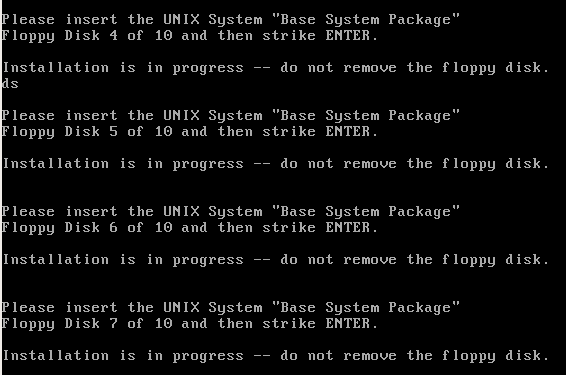 Please insert the UNIX System "Base System Package"
Floppy Disk 4 of 10 and then strike ENTER.
Installation is in progress -- do not remove the floppy disk.
ds
Please insert the UNIX System "Base System Package"
Floppy Disk 5 of 10 and then strike ENTER.
Installation is in progress -- do not remove the floppy disk.
Please insert the UNIX System "Base System Package"
Floppy Disk 6 of 10 and then strike ENTER.
Installation is in progress -- do not remove the floppy disk.
Please insert the UNIX System "Base System Package"
Floppy Disk 7 of 10 and then strike ENTER.
Installation is in progress -- do not remove the floppy disk.